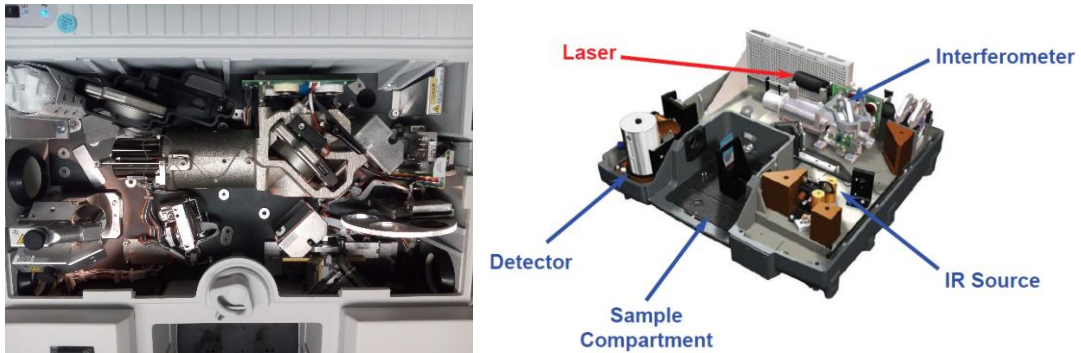 Laser
Interferometer
Detector
IR Source
Sample
Compartment